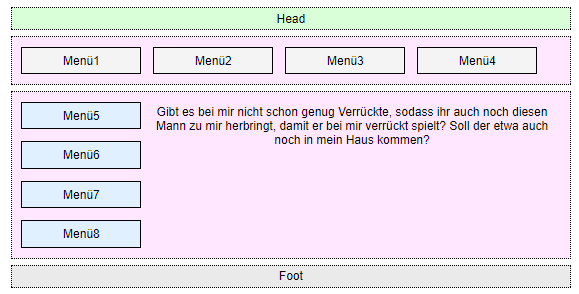 Head
Menü1 Menü2 Menü3 Menü4
Menü5
Menü6
Menü7
Menü8
Gibt es bei mir nicht schon genug Verrückte, sodass ihr auch noch diesen
Mann zu mir herbringt, damit er bei mir verrückt spielt? Soll der etwa auch
noch in mein Haus kommen?
Foot